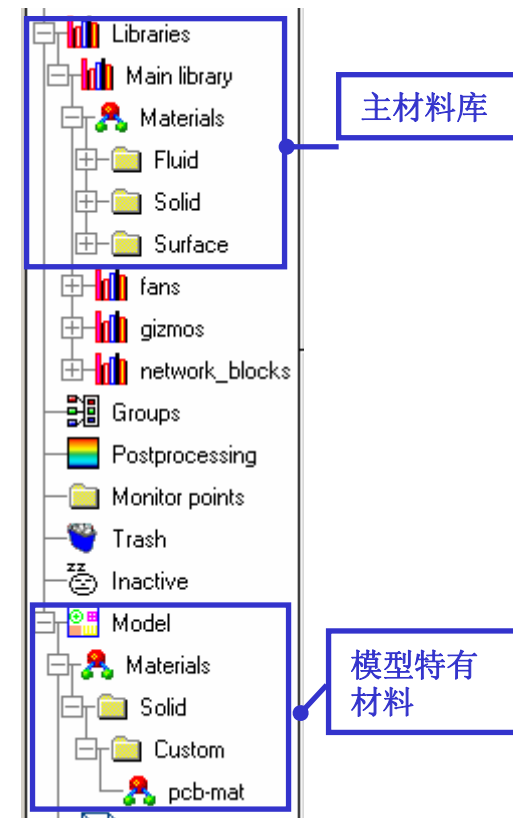 Libraries
Main library
Materials
Fluid
Solid
Surface
主材料库
fans
gizmos
network_blocks
Groups
Postprocessing
Monitor points
Trash
zz
Inactive
Model
Materials
Solid
Custom
pcb-mat
模型特有
材料